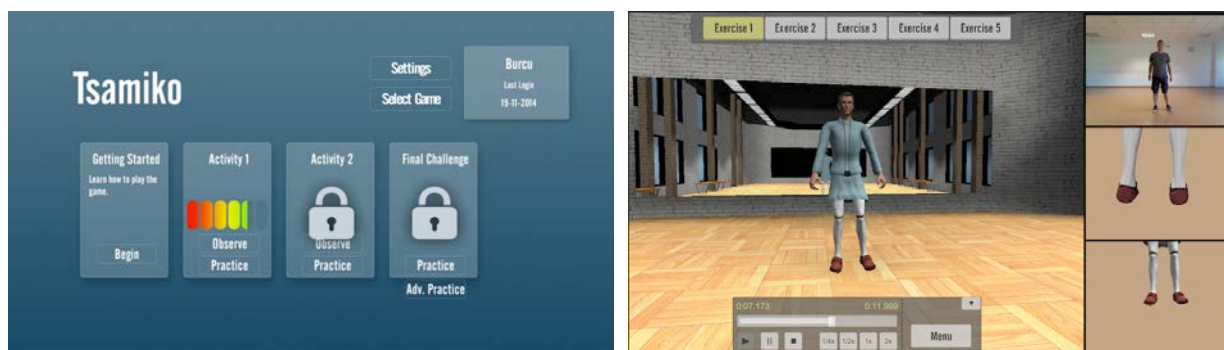 Tsamiko
Settings
Select Game
Burcu
Last Login
19-11-2014
Getting Started
Learn how to play the
game.
Begin
Activity 1
Observe
Practice
Activity 2
Observe
Practice
Final Challenge
Practice
Adv. Practice
Exercise 1
Exercise 2
Exercise 3
Exercise 4
Exercise 5
0:07.173
0:11.999
1/4x
1/2x
1x
2x
Menu